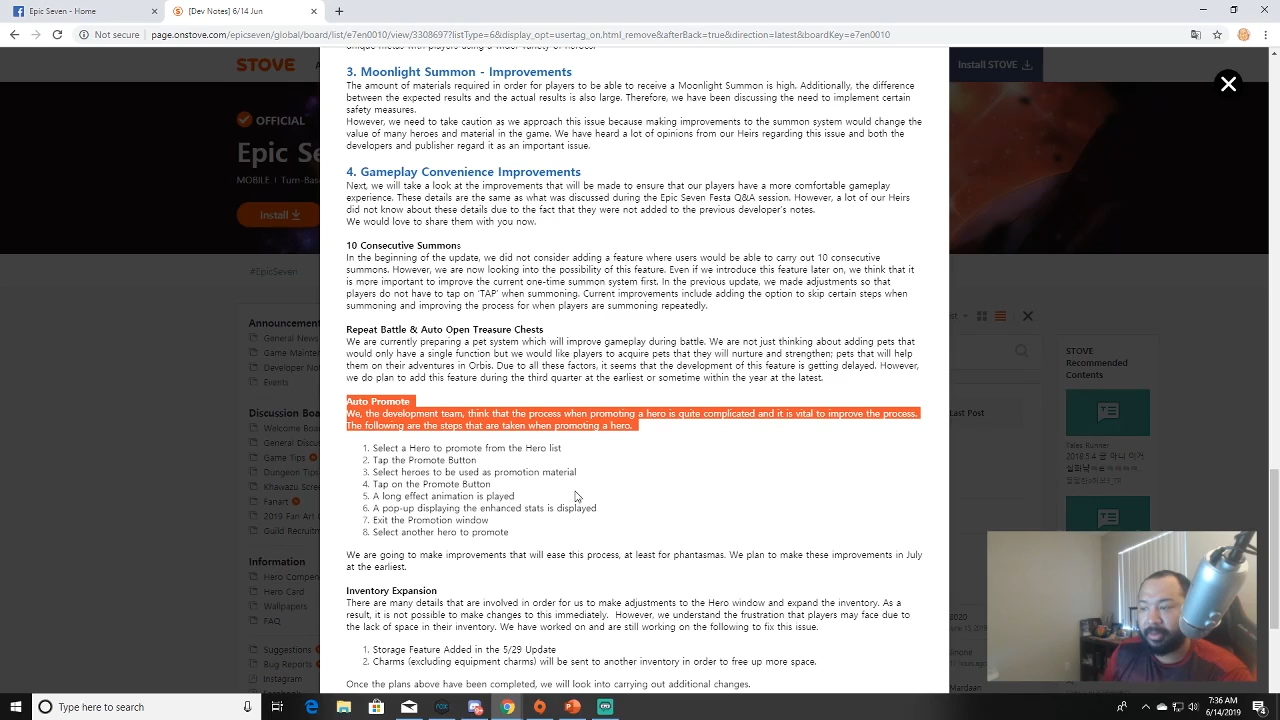 Epic Seven - Home
[Dev Notes] 6/14 Jun
Not secure | page.onstove.com/epicseven/global/board/list/e7en0010/view/3308697?listType=6&display_opt=usertag_on.html_remove&afterBack=true&direction=latest&boardKey=e7en0010
STOVE
Install STOVE
OFFICIAL
Epic Se
MOBILE | Turn-Bas
Install
#EpicSeven
unique metas with players using a wider variety of heroes.
3. Moonlight Summon - Improvements
The amount of materials required in order for players to be able to receive a Moonlight Summon is high. Additionally, the difference
between the expected results and the actual results is also large. Therefore, we have been discussing the need to implement certain
safety measures.
However, we need to take caution as we approach this issue because making improvements to the summon system would change the
value of many heroes and material in the game. We have heard a lot of opinions from our Heirs regarding this issue and both the
developers and publisher regard it as an important issue.
4. Gameplay Convenience Improvements
Next, we will take a look at the improvements that will be made to ensure that our players have a more comfortable gameplay
experience. These details are the same as what was discussed during the Epic Seven Festa Q&A session. However, a lot of our Heirs
did not know about these details due to the fact that they were not added to the previous developer's notes.
We would love to share them with you now.
10 Consecutive Summons
In the beginning of the update, we did not consider adding a feature where users would be able to carry out 10 consecutive
summons. However, we are now looking into the possibility of this feature. Even if we introduce this feature later on, we think that it
is more important to improve the current one-time summon system first. In the previous update, we made adjustments so that
players do not have to tap on 'TAP' when summoning. Current improvements include adding the option to skip certain steps when
summoning and improving the process for when players are summoning repeatedly.
Repeat Battle & Auto Open Treasure Chests
We are currently preparing a pet system which will improve gameplay during battle. We are not just thinking about adding pets that
would only have a single function but we would like players to acquire pets that they will nurture and strengthen; pets that will help
them on their adventures in Orbis. Due to all these factors, it seems that the development of this feature is getting delayed. However,
we do plan to add this feature during the third quarter at the earliest or sometime within the year at the latest.
Auto Promote
We, the development team, think that the process when promoting a hero is quite complicated and it is vital to improve the process.
The following are the steps that are taken when promoting a hero.
1. Select a Hero to promote from the Hero list
2. Tap the Promote Button
3. Select heroes to be used as promotion material
4. Tap on the Promote Button
5. A long effect animation is played
6. A pop-up displaying the enhanced stats is displayed
7. Exit the Promotion window
8. Select another hero to promote
We are going to make improvements that will ease this process, at least for phantasmas. We plan to make these improvements in July
at the earliest.
Inventory Expansion
There are many details that are involved in order for us to make adjustments to the Hero window and expand the inventory. As a
result, it is not possible to make changes to this immediately. However, we understand the frustration that players may face due to
the lack of space in their inventory. We have worked on and are still working on the following to fix this issue.
1. Storage Feature Added in the 5/29 Update
2. Charms (excluding equipment charms) will be sent to another inventory in order to free up more space.
Once the plans above have been completed, we will look into carrying out additional changes.
Announcement
General News
Game Mainten
Developer Not
Events
Discussion Boa
Welcome Boa
General Discu
Game Tips
Dungeon Tips
Khawazu Scree
Fanart
2019 Fan Art C
Guild Recruitm
Information
Hero Compen
Hero Card
Wallpapers
FAQ
Suggestions
Bug Reports
Instagram
STOVE
Recommended
Contents
Last Post
Tales Runner
Mardaan
Type here to search
7:36 AM
6/14/2019